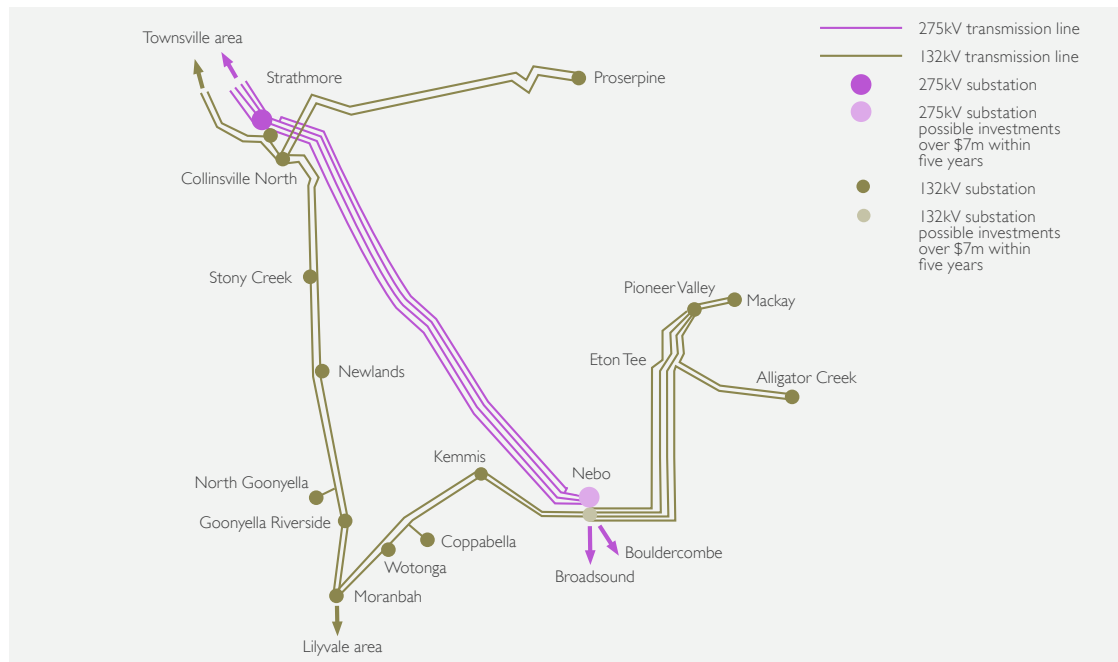 Townsville area
Strathmore
Proserpine
Collinsville North
Stony Creek
Newlands
North Goonyella
Goonyella Riverside
Moranbah
Lilyvale area
Wotonga
Coppabella
Kemmis
Nebo
Broadsound
Bouldercombe
Pioneer Valley
Mackay
Eton Tee
Alligator Creek
275kV transmission line
132kV transmission line
275kV substation
275kV substation
possible investments
over $7m within
five years
132kV substation
132kV substation
possible investments
over $7m within
five years